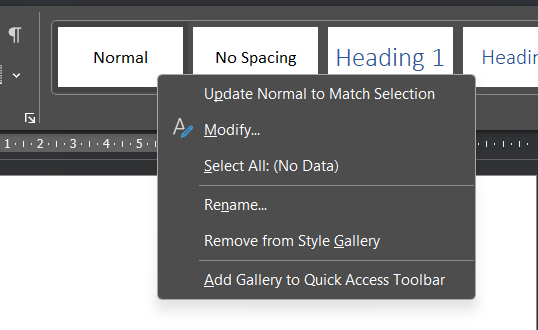 ¶
Normal
No Spacing
Heading 1
Headin
1 2 3 4 5
Update Normal to Match Selection
Modify...
Select All: (No Data)
Rename...
Remove from Style Gallery
Add Gallery to Quick Access Toolbar